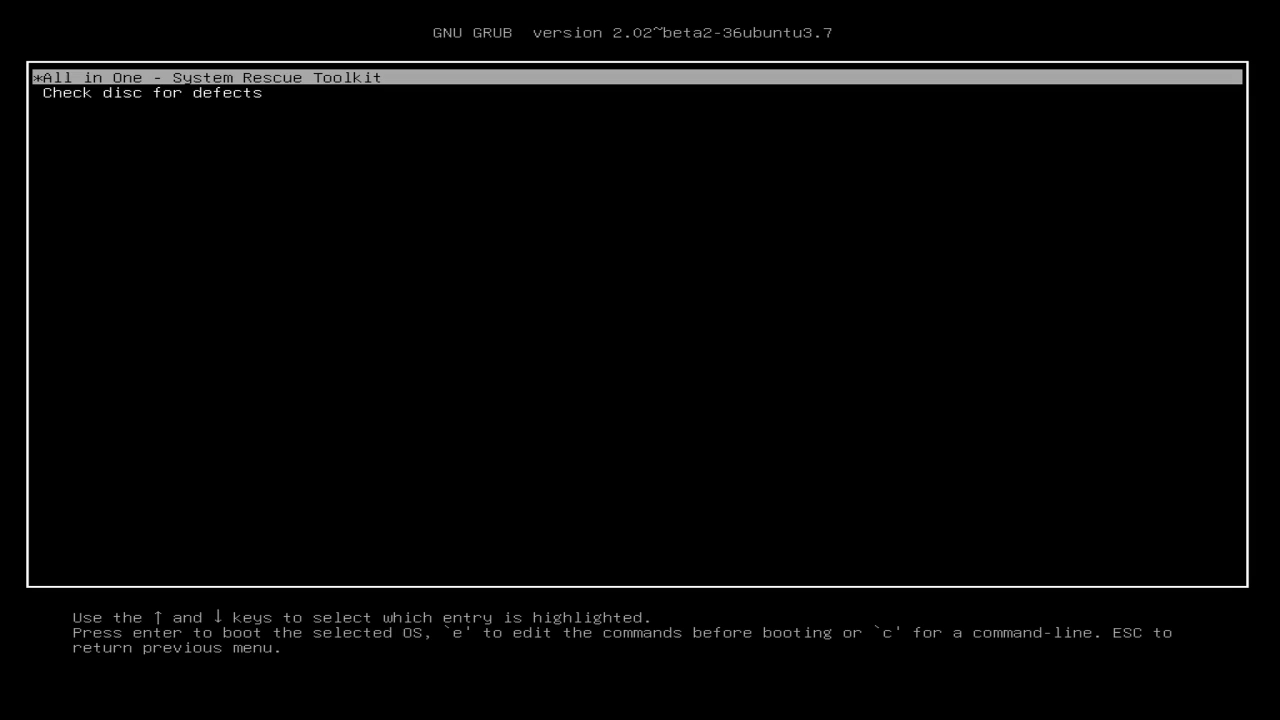 GNU GRUB  version 2.02~beta2-36ubuntu3.7
*All in One - System Rescue Toolkit
Check disc for defects
Use the ↑ and ↓ keys to select which entry is highlighted.
Press enter to boot the selected OS, `e' to edit the commands before booting or `c' for a command-line. ESC to
return previous menu.